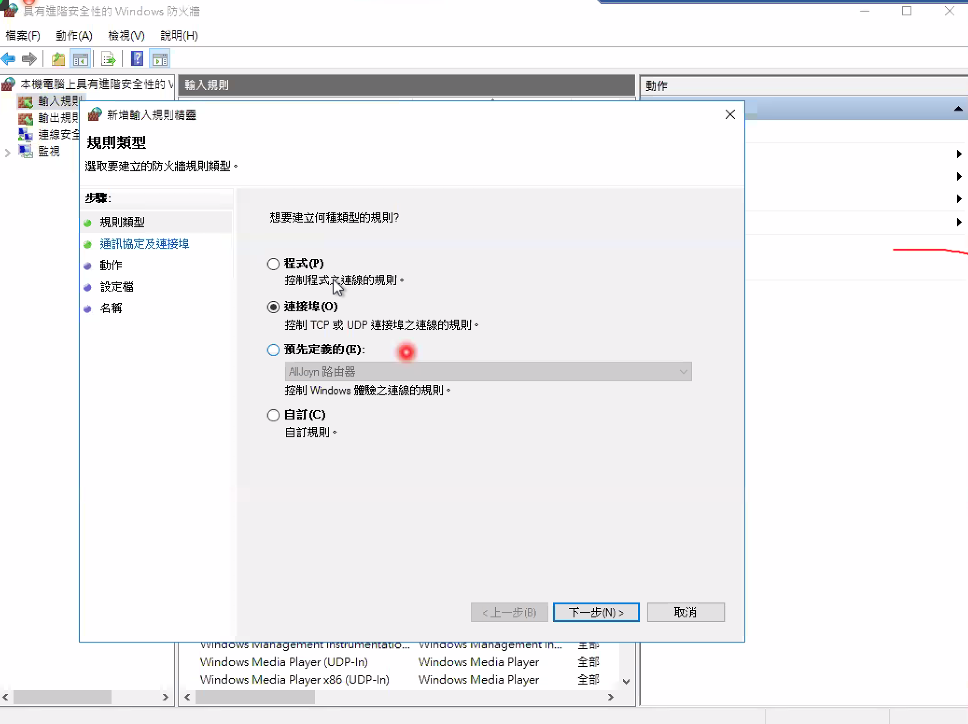 具有進階安全性的 Windows 防火牆
檔案(F) 動作(A) 檢視(V) 說明(H)
本機電腦上具有進階安全性的 W
輸入規則
輸出規則
連線安全
監視
輸入規則
動作
新增輸入規則精靈
規則類型
選取要建立的防火牆規則類型。
步驟:
規則類型
通訊協定及連接埠
動作
設定檔
名稱
想要建立何種類型的規則?
程式(P)
控制程式之連線的規則。
連接埠(O)
控制 TCP 或 UDP 連接埠之連線的規則。
預先定義的(E):
AllJoyn 路由器
控制 Windows 體驗之連線的規則。
自訂(C)
自訂規則。
< 上一步(B) 下一步(N) > 取消
Windows Management Instrumentatio... Windows Management In... 全部
Windows Media Player (UDP-In) Windows Media Player 全部
Windows Media Player x86 (UDP-In) Windows Media Player 全部